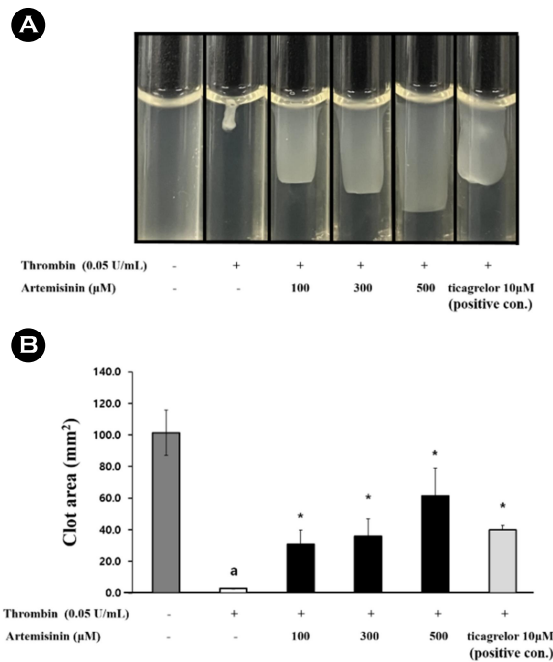 A
Thrombin (0.05 U/mL) - + + + + +
Artemisinin (μM) - - 100 300 500 ticagrelor 10μM
(positive con.)
B
Clot area (mm²)
140.0
120.0
100.0
80.0
60.0
40.0
20.0
0.0
a * * * *
Thrombin (0.05 U/mL) - + + + + +
Artemisinin (μM) - - 100 300 500 ticagrelor 10μM
(positive con.)